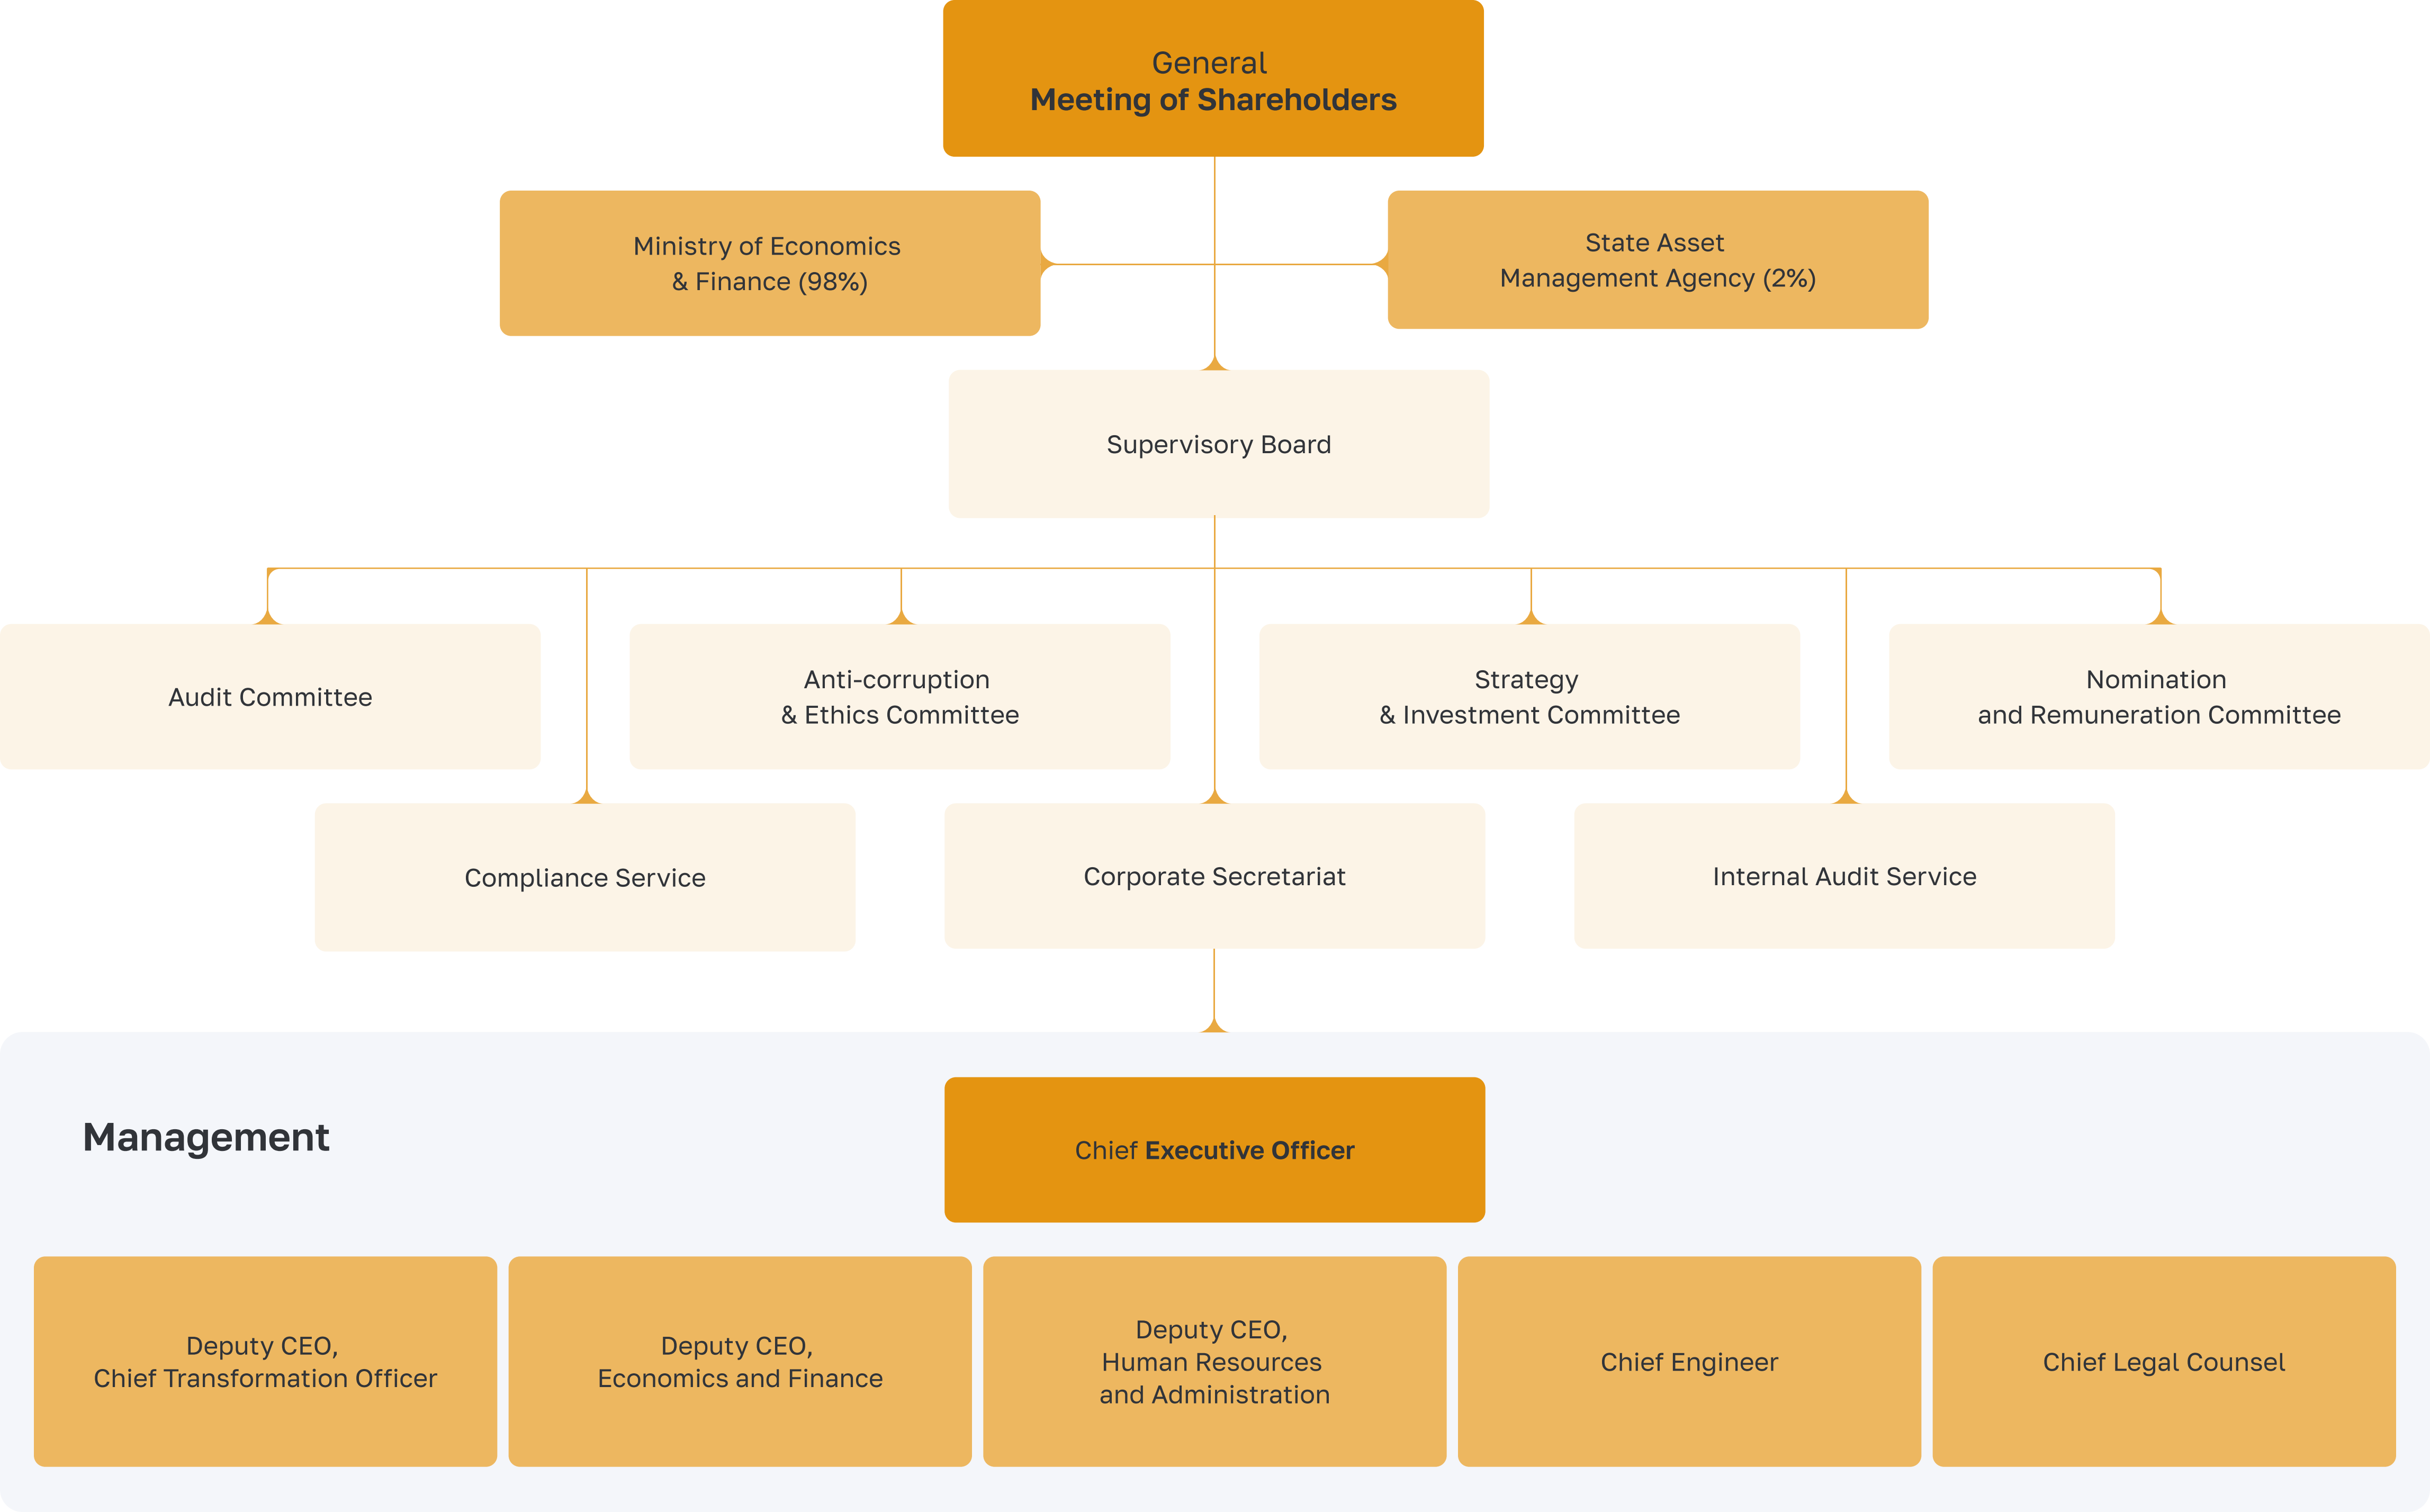 General
Meeting of Shareholders
Ministry of Economics
& Finance (98%)
State Asset
Management Agency (2%)
Supervisory Board
Audit Committee
Anti-corruption
& Ethics Committee
Strategy
& Investment Committee
Nomination
and Remuneration Committee
Compliance Service
Corporate Secretariat
Internal Audit Service
Management
Chief Executive Officer
Deputy CEO,
Chief Transformation Officer
Deputy CEO,
Economics and Finance
Deputy CEO,
Human Resources
and Administration
Chief Engineer
Chief Legal Counsel